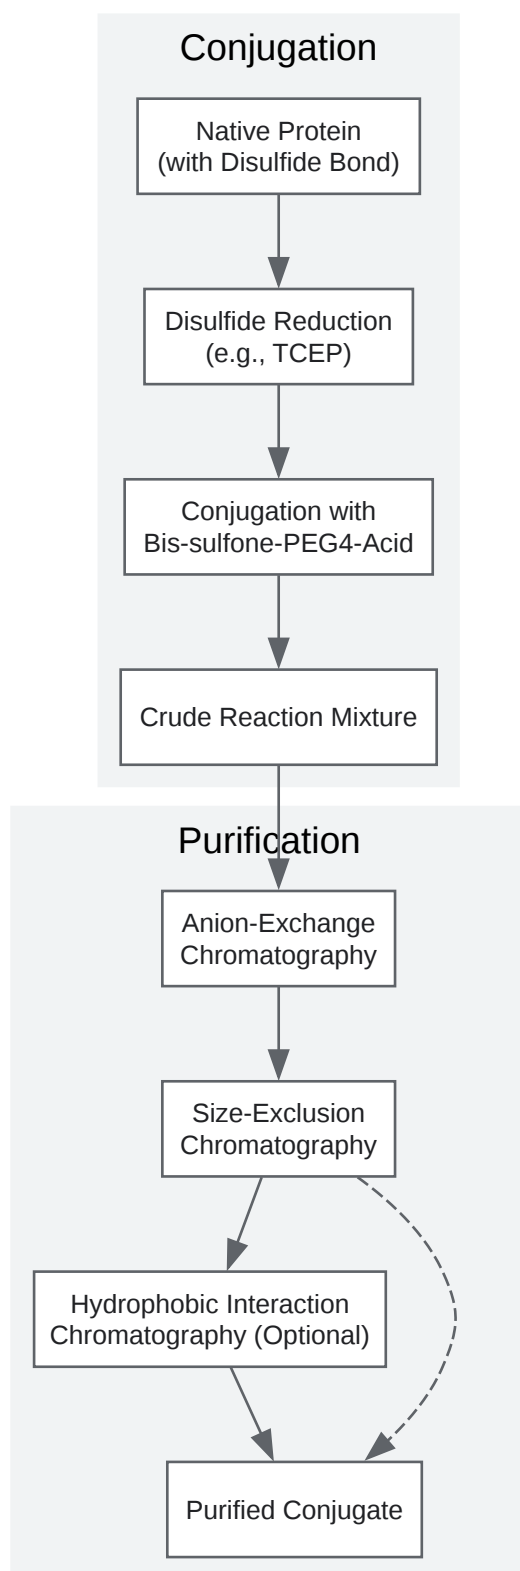 Conjugation
Native Protein
(with Disulfide Bond)
Disulfide Reduction
(e.g., TCEP)
Conjugation with
Bis-sulfone-PEG4-Acid
Crude Reaction Mixture
Purification
Anion-Exchange
Chromatography
Size-Exclusion
Chromatography
Hydrophobic Interaction
Chromatography (Optional)
Purified Conjugate